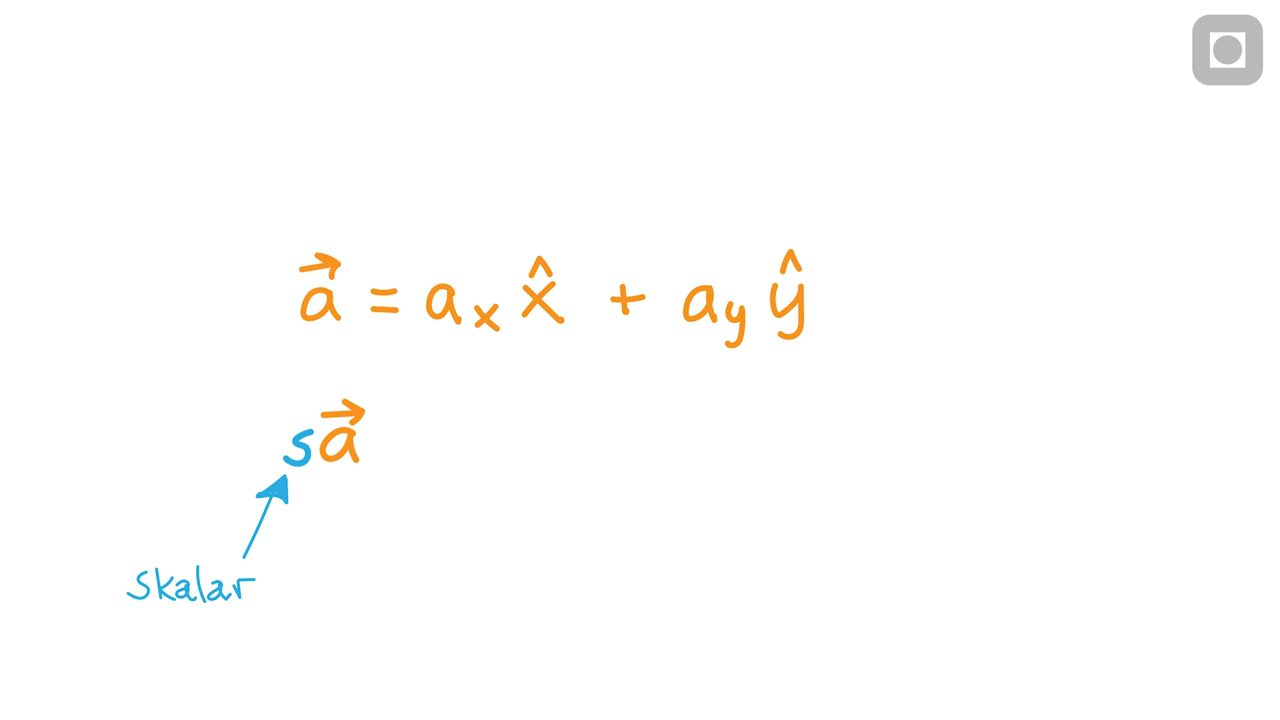 a⃗ = aₓ x̂ + a_y ŷ
sa⃗
skalar